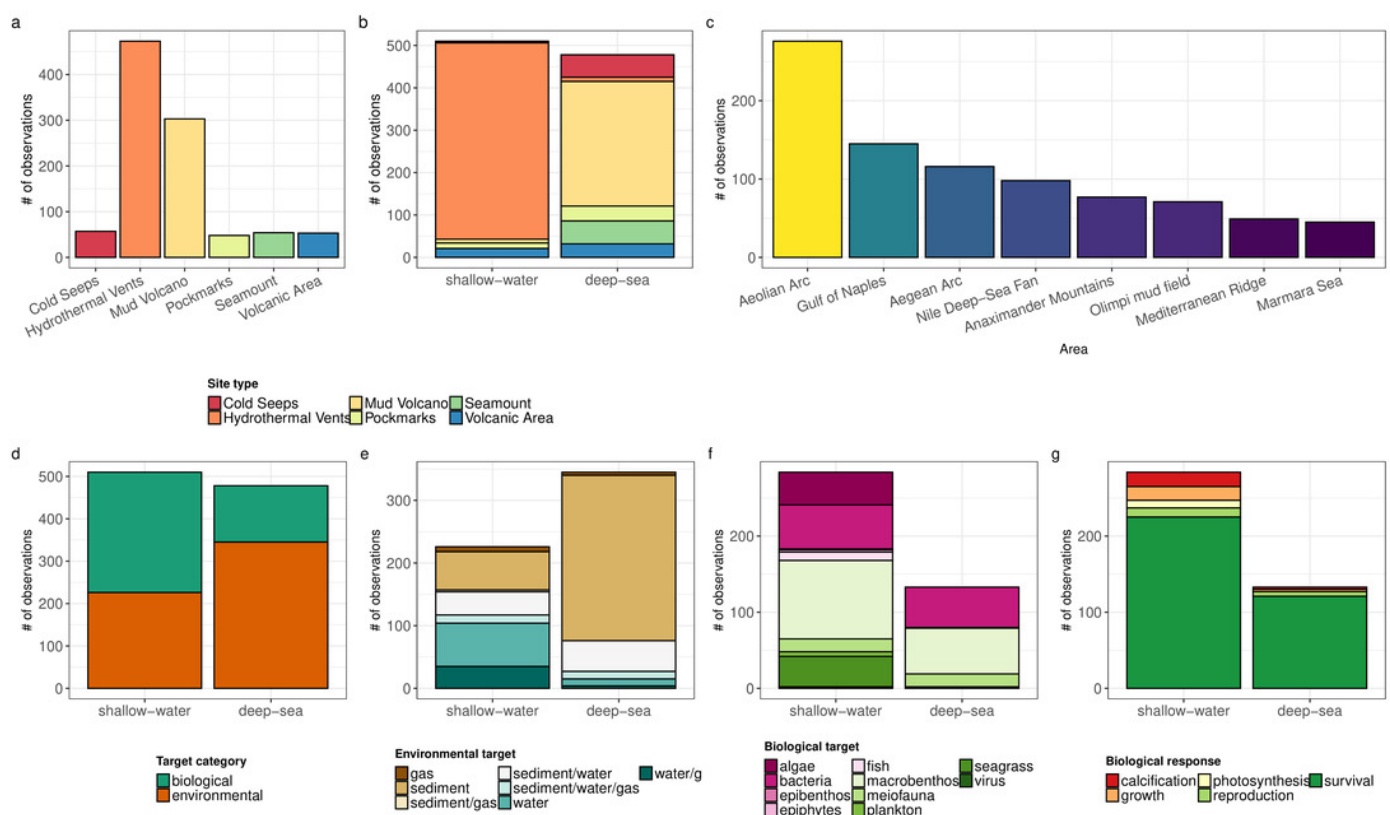 a
# of observations
400
300
200
100
0
Cold Seeps
Hydrothermal Vents
Mud Volcano
Pockmarks
Seamount
Volcanic Area
b
# of observations
500
400
300
200
100
0
shallow–water
deep–sea
c
# of observations
200
100
0
Aeolian Arc
Gulf of Naples
Aegean Arc
Nile Deep–Sea Fan
Anaximander Mountains
Olimpi mud field
Mediterranean Ridge
Marmara Sea
Area
Site type
Cold Seeps
Mud Volcano
Seamount
Hydrothermal Vents
Pockmarks
Volcanic Area
d
# of observations
500
400
300
200
100
0
shallow–water
deep–sea
Target category
biological
environmental
e
# of observations
300
200
100
0
shallow–water
deep–sea
Environmental target
gas
sediment/water
water/g
sediment
sediment/water/gas
sediment/gas
water
f
# of observations
200
100
0
shallow–water
deep–sea
Biological target
algae
fish
seagrass
bacteria
macrobenthos
virus
epibenthos
meiofauna
epiphytes
plankton
g
# of observations
200
100
0
shallow–water
deep–sea
Biological response
calcification
photosynthesis
survival
growth
reproduction